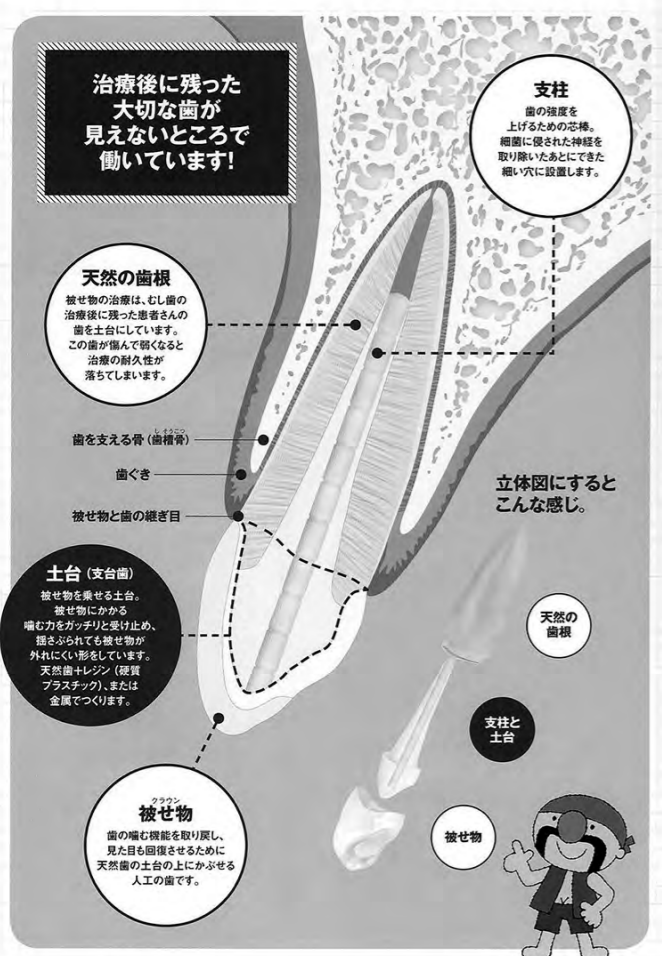 治療後に残った
大切な歯が
見えないところで
働いています！
支柱
歯の強度を
上げるための芯棒。
細菌に侵された神経を
取り除いたあとにできた
細い穴に設置します。
天然の歯根
被せ物の治療は、むし歯の
治療後に残った患者さんの
歯を土台にしています。
この歯が傷んで弱くなると
治療の耐久性が
落ちてしまいます。
しそうこつ
歯を支える骨（歯槽骨）
歯ぐき
被せ物と歯の継ぎ目
立体図にすると
こんな感じ。
土台（支台歯）
被せ物を乗せる土台。
被せ物にかかる
噛む力をガッチリと受け止め、
揺さぶられても被せ物が
外れにくい形をしています。
天然歯＋レジン（硬質
プラスチック）、または
金属でつくります。
天然の
歯根
支柱と
土台
被せ物
クラウン
被せ物
歯の噛む機能を取り戻し、
見た目も回復させるために
天然歯の土台の上にかぶせる
人工の歯です。